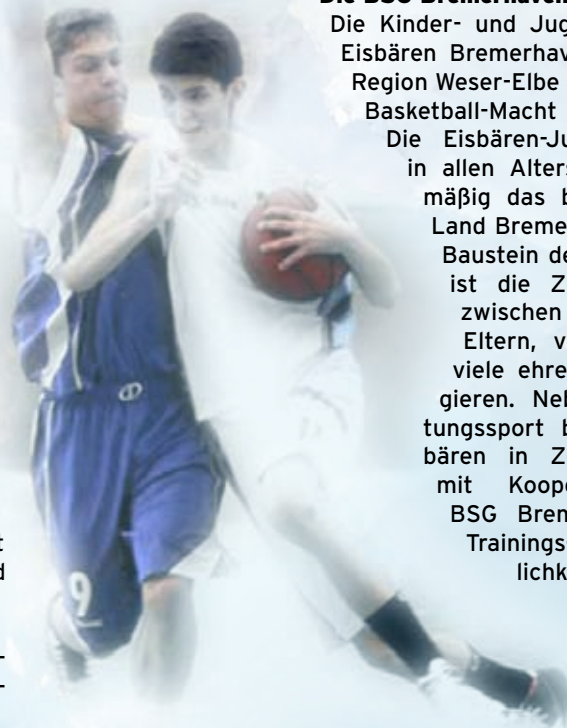 Die BSG Bremerhaven
Die Kinder- und Jug
Eisbären Bremerhav
Region Weser-Elbe
Basketball-Macht
Die Eisbären-Ju
in allen Alters
mäßig das b
Land Breme
Baustein de
ist die Z
zwischen
Eltern, v
viele ehre
gieren. Neb
tungssport b
bären in Z
mit Koope
BSG Brem
Trainings
lichk
t
d
-
-
9